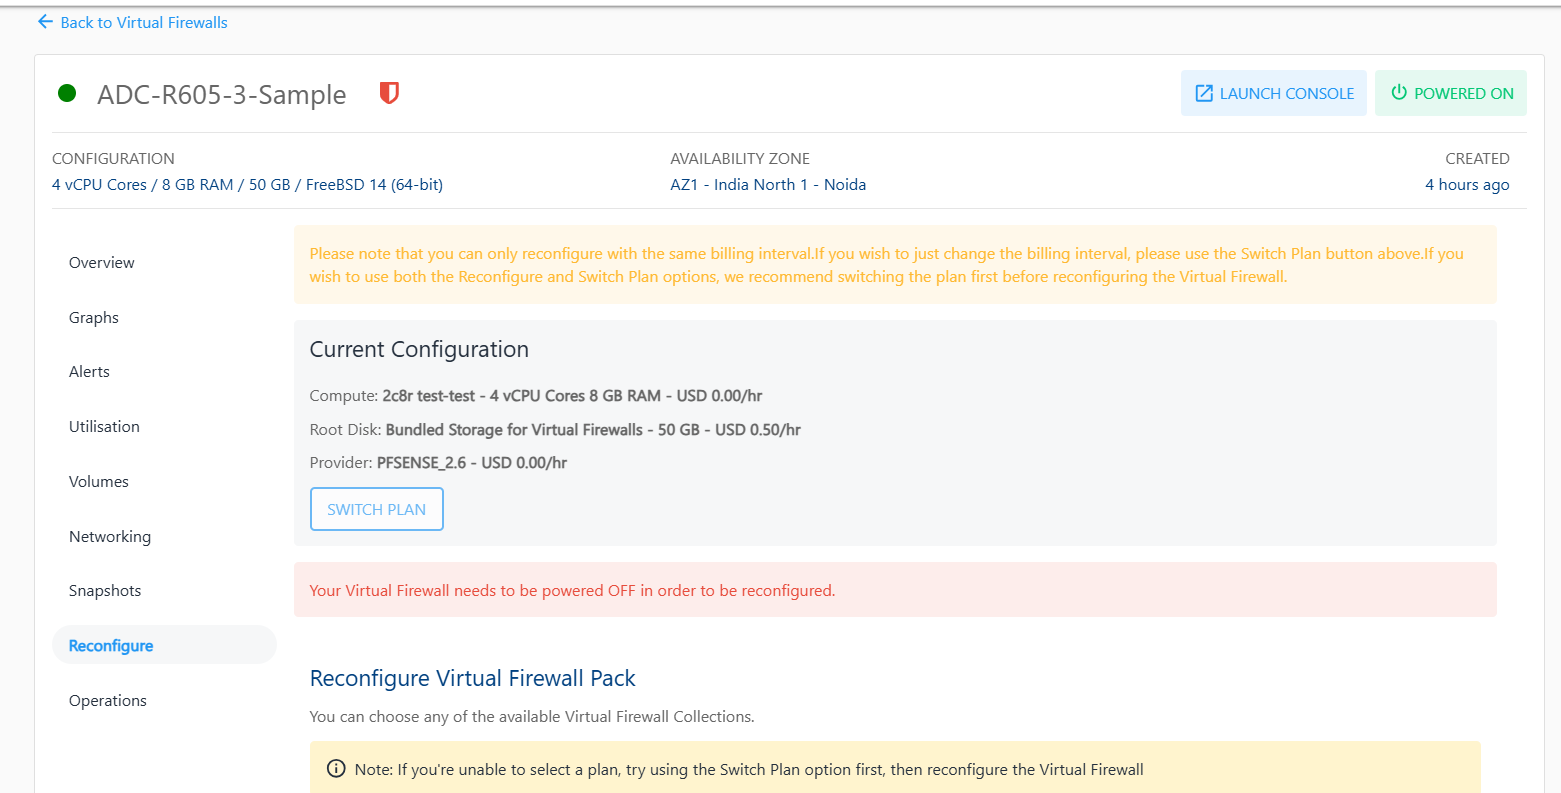 Back to Virtual Firewalls
ADC-R605-3-Sample
LAUNCH CONSOLE
POWERED ON
CONFIGURATION
4 vCPU Cores / 8 GB RAM / 50 GB / FreeBSD 14 (64-bit)
AVAILABILITY ZONE
AZ1 - India North 1 - Noida
CREATED
4 hours ago
Overview
Graphs
Alerts
Utilisation
Volumes
Networking
Snapshots
Reconfigure
Operations
Please note that you can only reconfigure with the same billing interval.If you wish to just change the billing interval, please use the Switch Plan button above.If you
wish to use both the Reconfigure and Switch Plan options, we recommend switching the plan first before reconfiguring the Virtual Firewall.
Current Configuration
Compute: 2c8r test-test - 4 vCPU Cores 8 GB RAM - USD 0.00/hr
Root Disk: Bundled Storage for Virtual Firewalls - 50 GB - USD 0.50/hr
Provider: PFSENSE_2.6 - USD 0.00/hr
SWITCH PLAN
Your Virtual Firewall needs to be powered OFF in order to be reconfigured.
Reconfigure Virtual Firewall Pack
You can choose any of the available Virtual Firewall Collections.
Note: If you're unable to select a plan, try using the Switch Plan option first, then reconfigure the Virtual Firewall